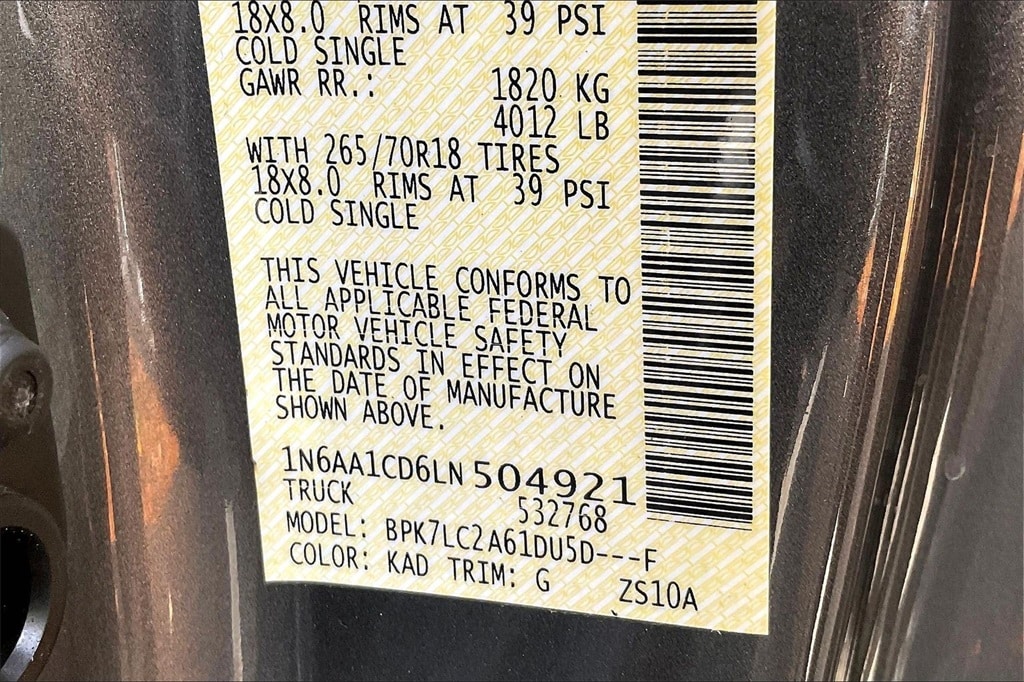 18X8.0 RIMS AT 39 PSI
COLD SINGLE
GAWR RR.: 1820 KG
4012 LB
WITH 265/70R18 TIRES
18X8.0 RIMS AT 39 PSI
COLD SINGLE
THIS VEHICLE CONFORMS TO
ALL APPLICABLE FEDERAL
MOTOR VEHICLE SAFETY
STANDARDS IN EFFECT ON
THE DATE OF MANUFACTURE
SHOWN ABOVE.
1N6AA1CD6LN 504921
TRUCK 532768
MODEL: BPK7LC2A61DU5D---F
COLOR: KAD TRIM: G ZS10A